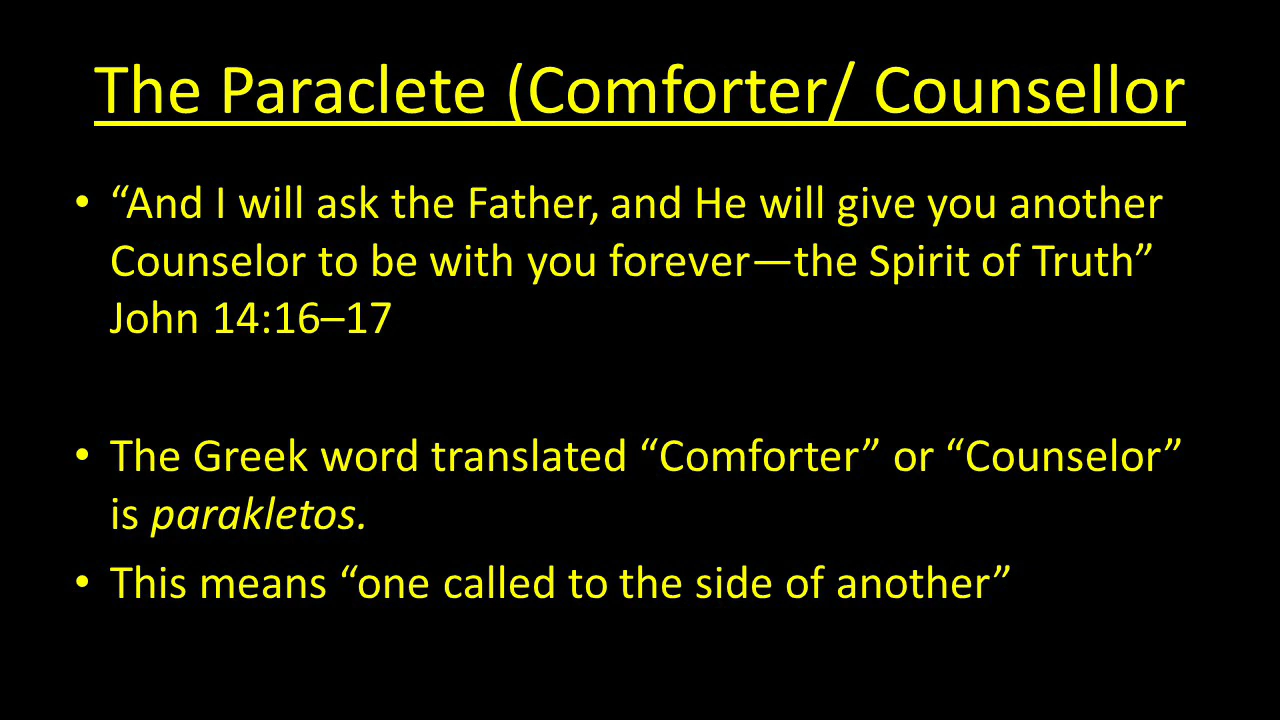 The Paraclete (Comforter/ Counsellor
• “And I will ask the Father, and He will give you another
Counselor to be with you forever—the Spirit of Truth”
John 14:16–17
• The Greek word translated “Comforter” or “Counselor”
is parakletos.
• This means “one called to the side of another”